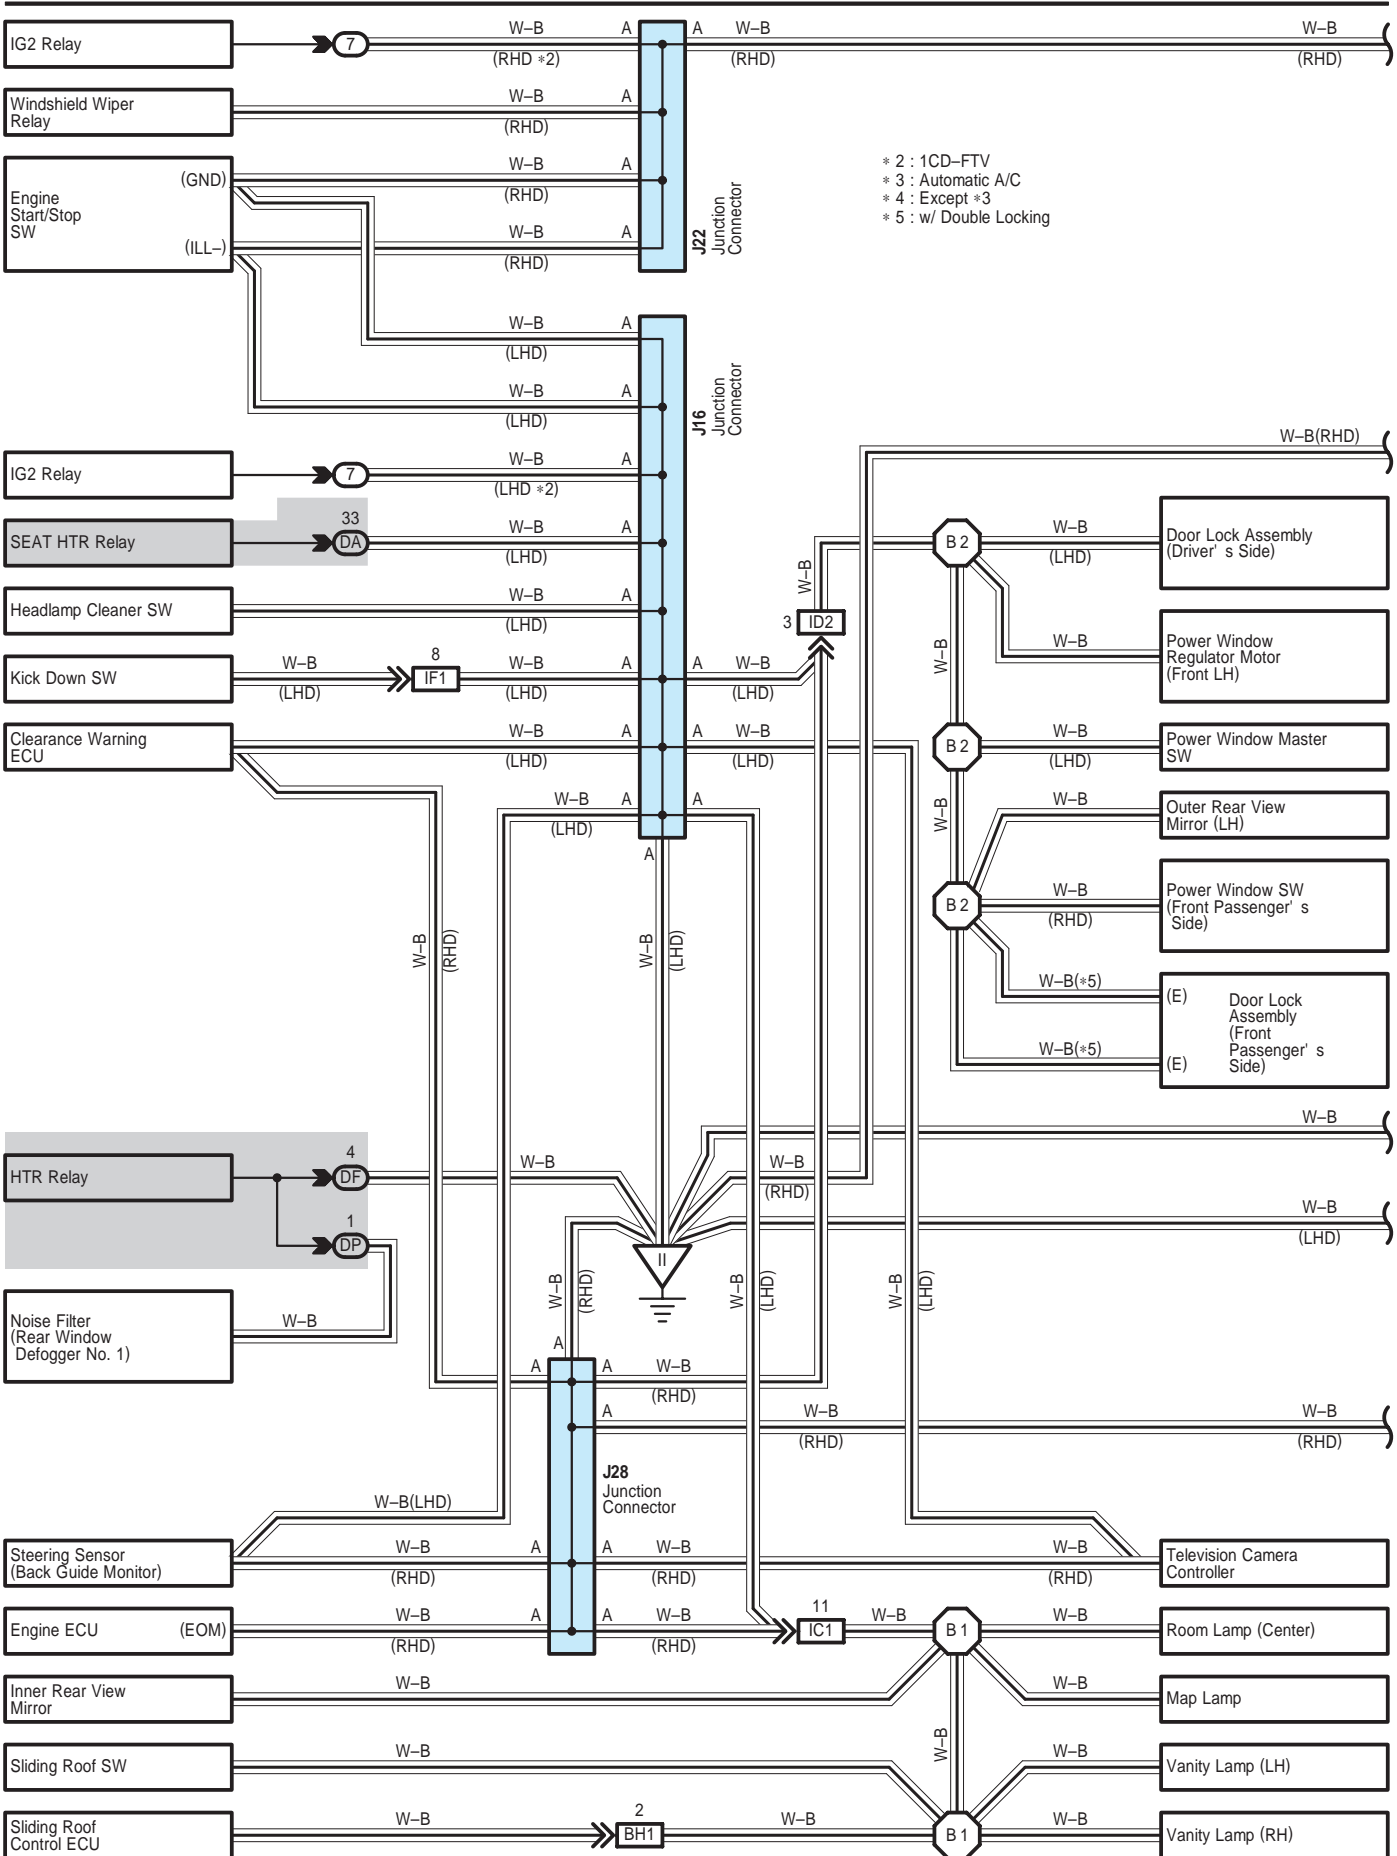 IG2 Relay
7
W–B
A
A
W–B
W–B
(RHD *2)
(RHD)
(RHD)
Windshield Wiper
Relay
W–B
A
(RHD)
* 2 : 1CD–FTV
* 3 : Automatic A/C
* 4 : Except *3
* 5 : w/ Double Locking
Engine
Start/Stop
SW
(GND)
W–B
A
(RHD)
(ILL–)
W–B
A
(RHD)
J22
Junction
Connector
W–B
A
(LHD)
W–B
A
(LHD)
J16
Junction
Connector
W–B(RHD)
IG2 Relay
7
W–B
A
(LHD *2)
SEAT HTR Relay
33
DA
W–B
A
(LHD)
B 2
W–B
(LHD)
Door Lock Assembly
(Driver' s Side)
Headlamp Cleaner SW
W–B
A
(LHD)
W–B
3
ID2
W–B
W–B
Power Window
Regulator Motor
(Front LH)
Kick Down SW
W–B
(LHD)
8
IF1
W–B
A
(LHD)
A
W–B
(LHD)
Clearance Warning
ECU
W–B
A
(LHD)
A
W–B
(LHD)
B 2
W–B
(LHD)
Power Window Master
SW
W–B
A
(LHD)
A
A
W–B
W–B
Outer Rear View
Mirror (LH)
B 2
W–B
(RHD)
Power Window SW
(Front Passenger' s
Side)
W–B
(RHD)
W–B
(LHD)
W–B(*5)
(E)
W–B(*5)
(E)
Door Lock
Assembly
(Front
Passenger' s
Side)
W–B
HTR Relay
4
DF
W–B
W–B
(RHD)
1
DP
W–B
(LHD)
II
Noise Filter
(Rear Window
Defogger No. 1)
W–B
W–B
(RHD)
W–B
(LHD)
W–B
(LHD)
A
A
A
W–B
(RHD)
A
W–B
(RHD)
W–B
(RHD)
J28
Junction
Connector
W–B(LHD)
Steering Sensor
(Back Guide Monitor)
W–B
A
(RHD)
A
W–B
(RHD)
W–B
(RHD)
Television Camera
Controller
Engine ECU
(EOM)
W–B
A
(RHD)
A
W–B
(RHD)
11
IC1
W–B
B 1
W–B
Room Lamp (Center)
Inner Rear View
Mirror
W–B
W–B
Map Lamp
Sliding Roof SW
W–B
W–B
W–B
Vanity Lamp (LH)
Sliding Roof
Control ECU
W–B
2
BH1
W–B
B 1
W–B
Vanity Lamp (RH)